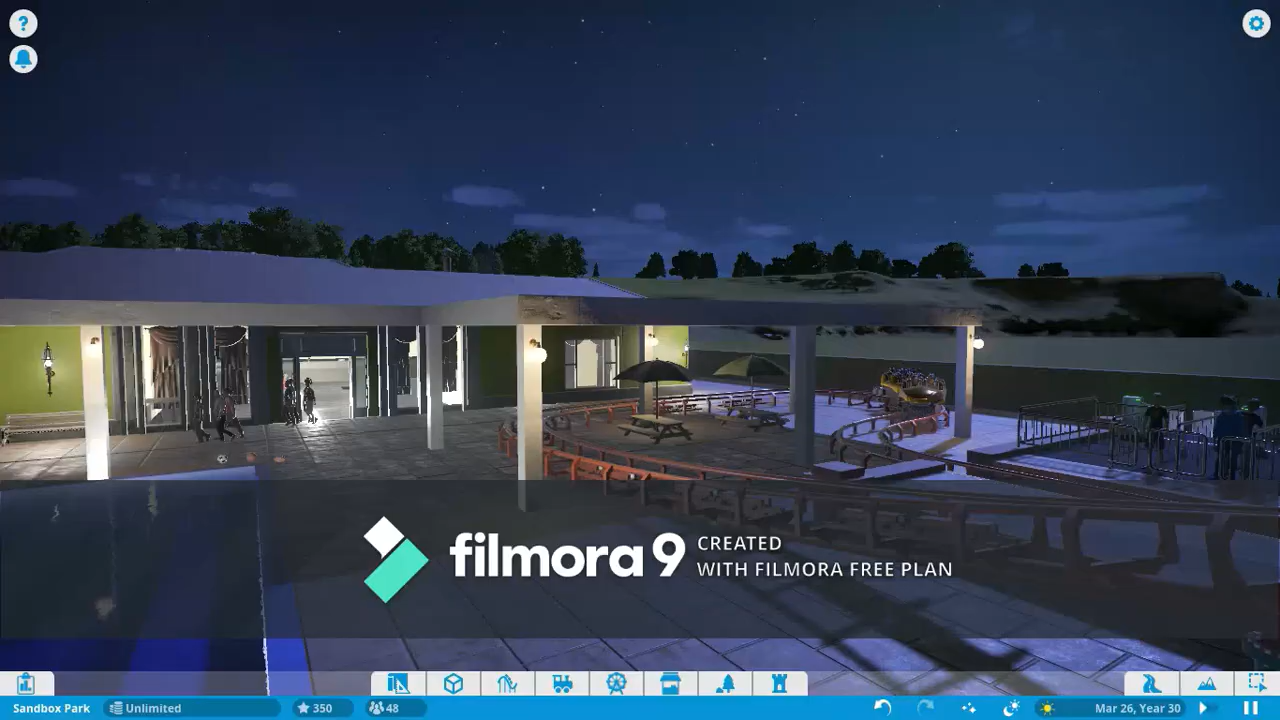 filmora 9
CREATED
WITH FILMORA FREE PLAN
Sandbox Park
Unlimited
350
48
Mar 26, Year 30